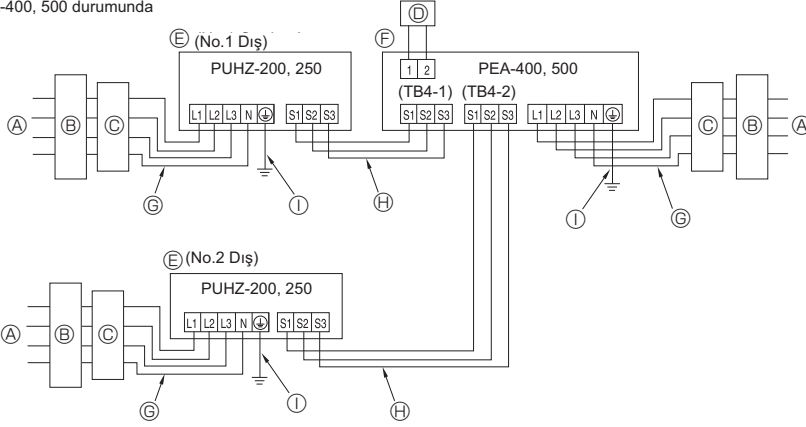 -400, 500 durumunda
D
E (No.1 Dış)
F
PUHZ-200, 250
1 2
PEA-400, 500
(TB4-1) (TB4-2)
L1 L2 L3 N S1 S2 S3
S1 S2 S3 S1 S2 S3 L1 L2 L3 N
A B C
C B A
G I H I G
E (No.2 Dış)
PUHZ-200, 250
L1 L2 L3 N S1 S2 S3
A B C
G I H